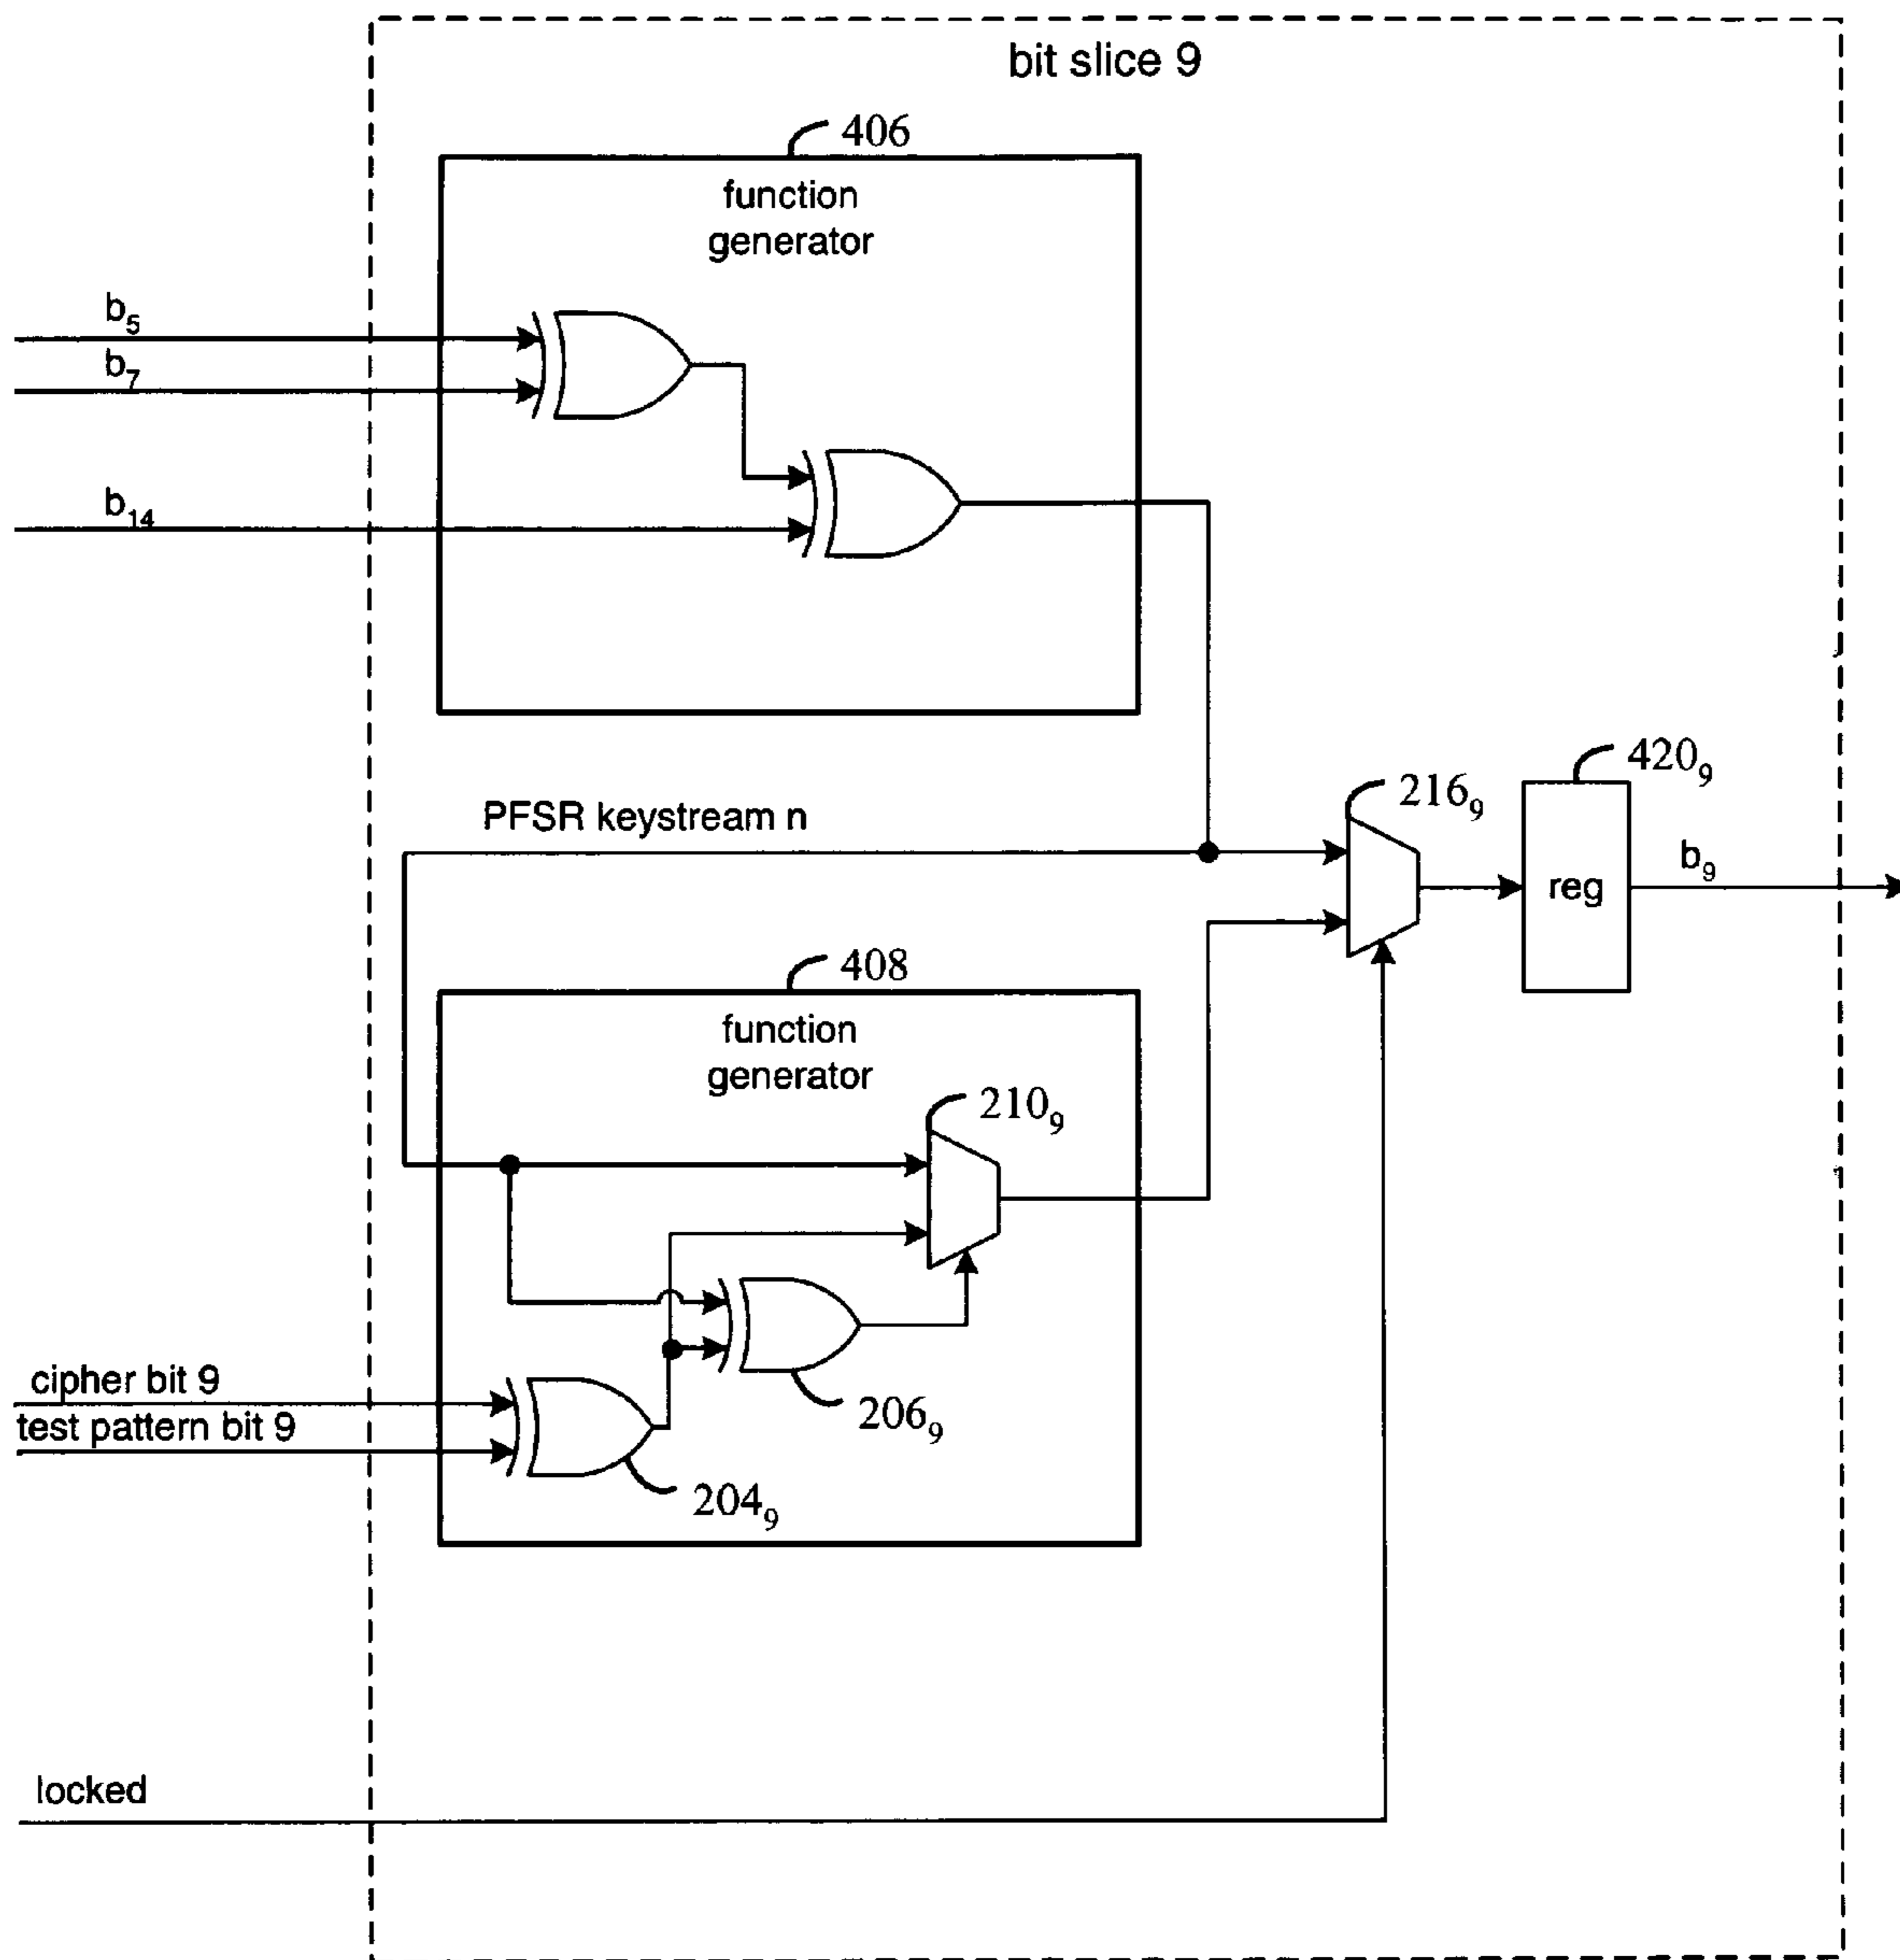 bit slice 9
406
function
generator
b₅
b₇
b₁₄
PFSR keystream n
216₉
420₉
reg
b₉
408
function
generator
210₉
206₉
cipher bit 9
test pattern bit 9
204₉
locked